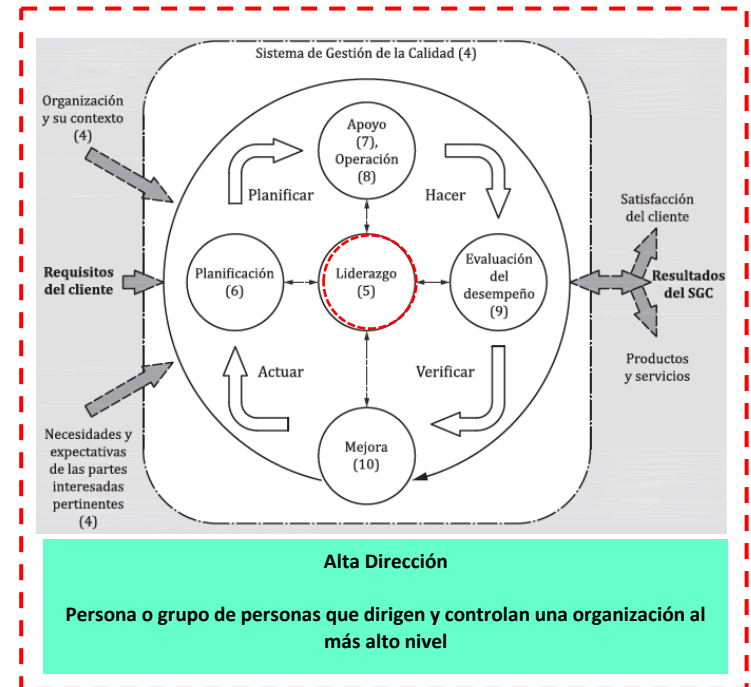 Sistema de Gestión de la Calidad (4)
Organización
y su contexto
(4)
Apoyo
(7),
Operación
(8)
Planificar
Hacer
Satisfacción
del cliente
Requisitos
del cliente
Planificación
(6)
Liderazgo
(5)
Evaluación
del
desempeño
(9)
Resultados
del SGC
Actuar
Verificar
Productos
y servicios
Necesidades y
expectativas
de las partes
interesadas
pertinentes
(4)
Mejora
(10)
Alta Dirección
Persona o grupo de personas que dirigen y controlan una organización al
más alto nivel